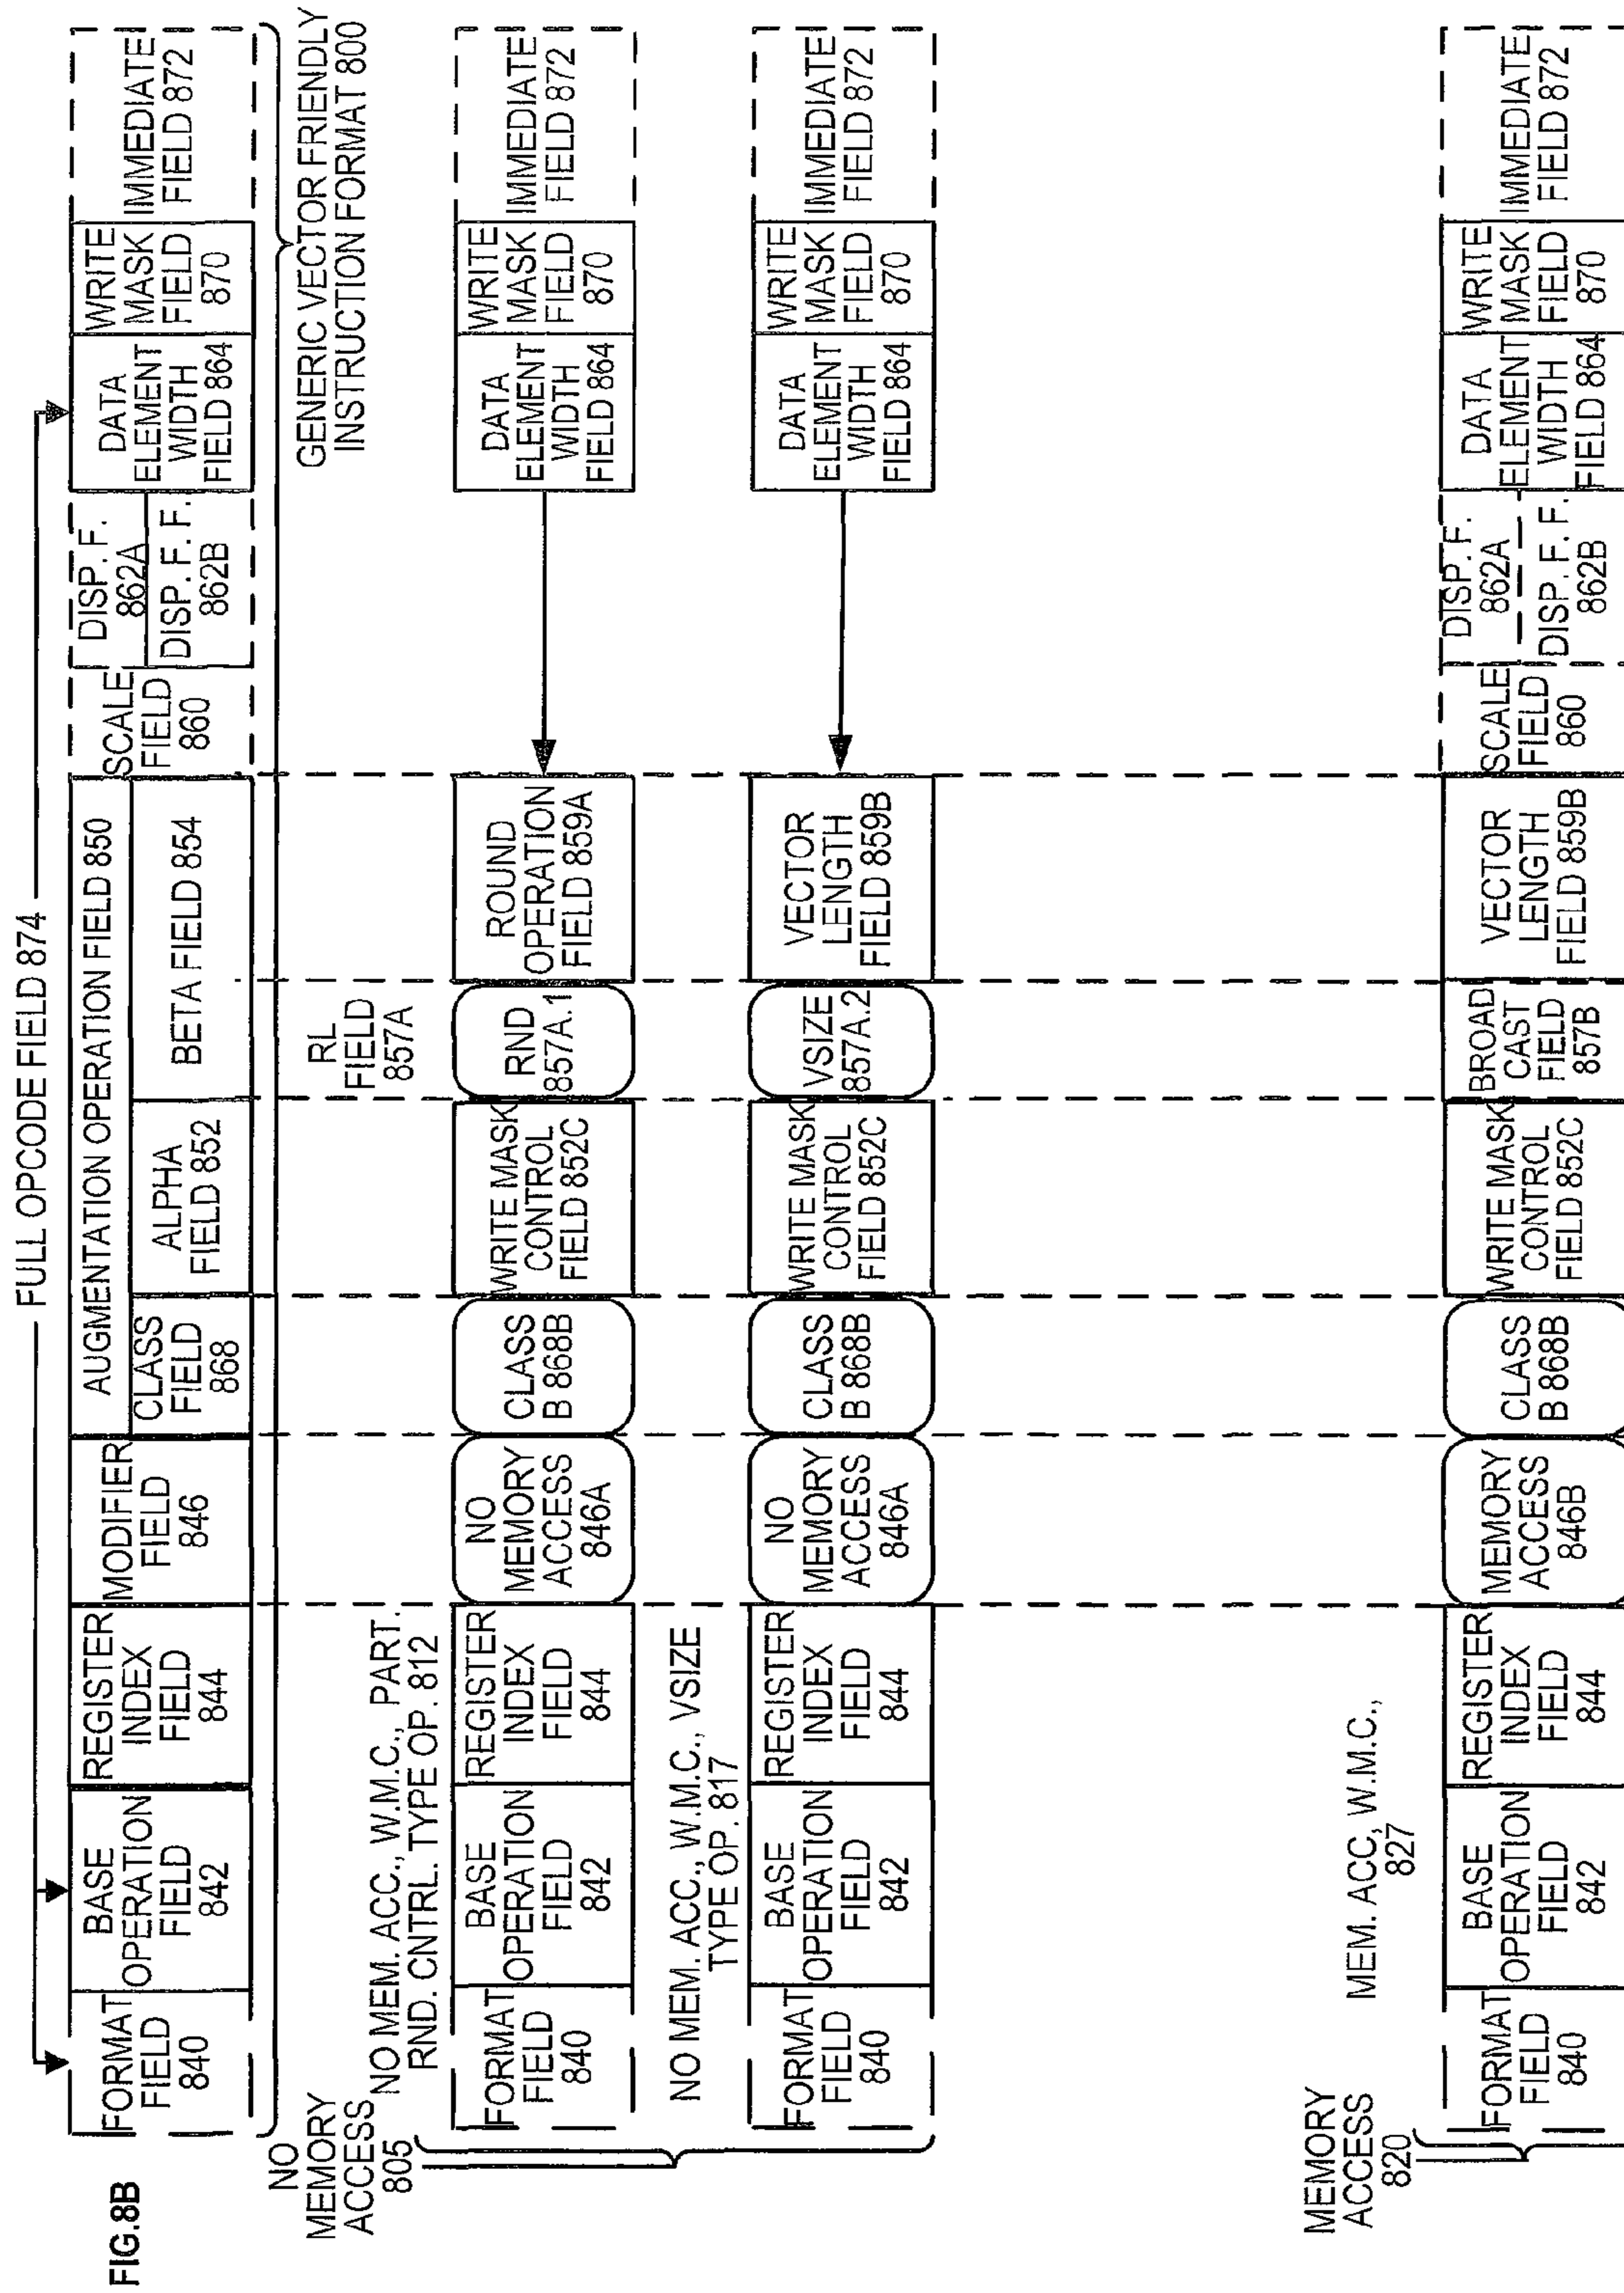 FIG.8B
FULL OPCODE FIELD 874
FORMAT
FIELD
840
BASE
OPERATION
FIELD
842
REGISTER
INDEX
FIELD
844
MODIFIER
FIELD
846
AUGMENTATION OPERATION FIELD 850
CLASS
FIELD
868
ALPHA
FIELD 852
BETA FIELD 854
SCALE
FIELD
860
DISP. F.
862A
DISP. F. F.
862B
DATA
ELEMENT
WIDTH
FIELD 864
WRITE
MASK
FIELD
870
IMMEDIATE
FIELD 872
GENERIC VECTOR FRIENDLY
INSTRUCTION FORMAT 800
NO
MEMORY
ACCESS
805
NO MEM. ACC., W.M.C., PART.
RND. CNTRL. TYPE OP. 812
RL
FIELD
857A
FORMAT
FIELD
840
BASE
OPERATION
FIELD
842
REGISTER
INDEX
FIELD
844
NO
MEMORY
ACCESS
846A
CLASS
B 868B
WRITE MASK
CONTROL
FIELD 852C
RND
857A.1
ROUND
OPERATION
FIELD 859A
DATA
ELEMENT
WIDTH
FIELD 864
WRITE
MASK
FIELD
870
IMMEDIATE
FIELD 872
NO MEM. ACC., W.M.C., VSIZE
TYPE OP. 817
FORMAT
FIELD
840
BASE
OPERATION
FIELD
842
REGISTER
INDEX
FIELD
844
NO
MEMORY
ACCESS
846A
CLASS
B 868B
WRITE MASK
CONTROL
FIELD 852C
VSIZE
857A.2
VECTOR
LENGTH
FIELD 859B
DATA
ELEMENT
WIDTH
FIELD 864
WRITE
MASK
FIELD
870
IMMEDIATE
FIELD 872
MEMORY
ACCESS
820
MEM. ACC, W.M.C.,
827
FORMAT
FIELD
840
BASE
OPERATION
FIELD
842
REGISTER
INDEX
FIELD
844
MEMORY
ACCESS
846B
CLASS
B 868B
WRITE MASK
CONTROL
FIELD 852C
BROAD
CAST
FIELD
857B
VECTOR
LENGTH
FIELD 859B
SCALE
FIELD
860
DISP. F.
862A
DISP. F. F.
862B
DATA
ELEMENT
WIDTH
FIELD 864
WRITE
MASK
FIELD
870
IMMEDIATE
FIELD 872